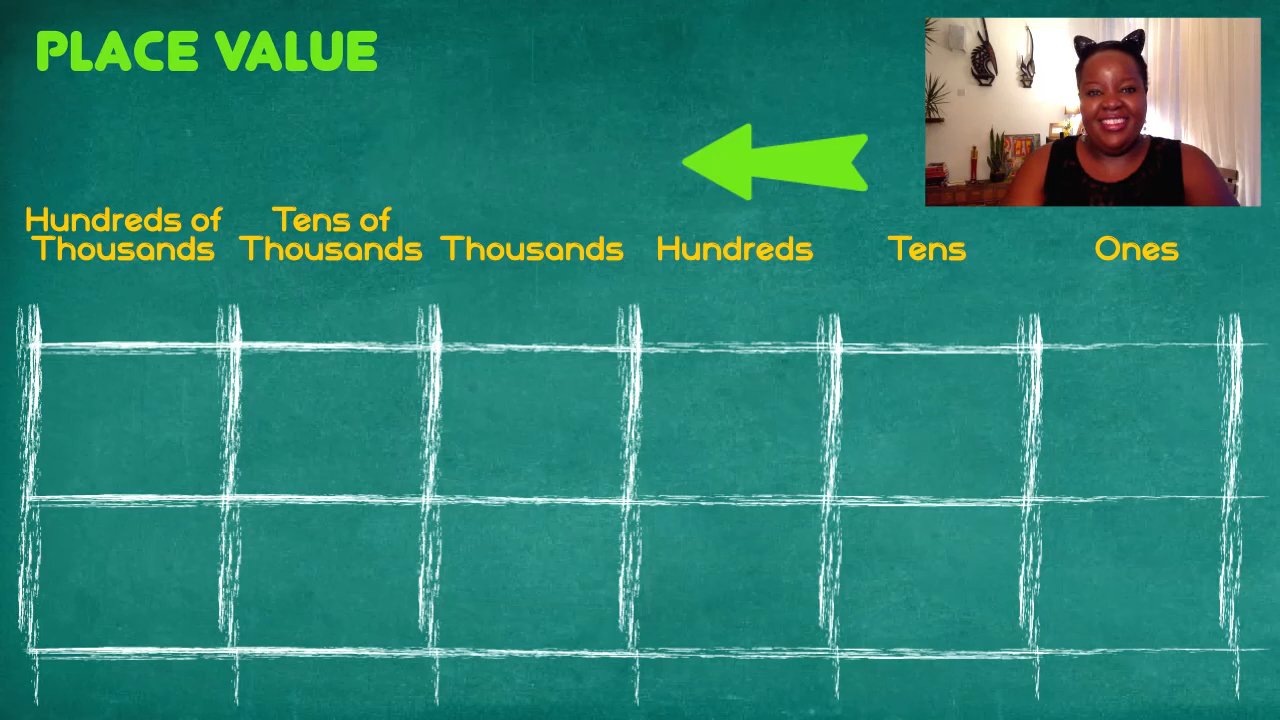 PLACE VALUE
Hundreds of Thousands
Tens of Thousands
Thousands
Hundreds
Tens
Ones